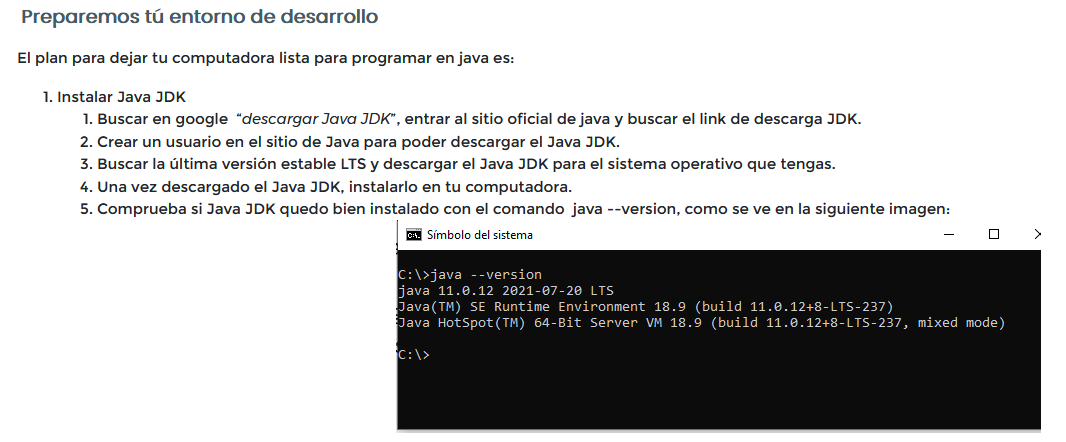 Preparemos tú entorno de desarrollo
El plan para dejar tu computadora lista para programar en java es:
1. Instalar Java JDK
1. Buscar en google “descargar Java JDK”, entrar al sitio oficial de java y buscar el link de descarga JDK.
2. Crear un usuario en el sitio de Java para poder descargar el Java JDK.
3. Buscar la última versión estable LTS y descargar el Java JDK para el sistema operativo que tengas.
4. Una vez descargado el Java JDK, instalarlo en tu computadora.
5. Comprueba si Java JDK quedo bien instalado con el comando java --version, como se ve en la siguiente imagen:
Símbolo del sistema
C:\>java --version
java 11.0.12 2021-07-20 LTS
Java(TM) SE Runtime Environment 18.9 (build 11.0.12+8-LTS-237)
Java HotSpot(TM) 64-Bit Server VM 18.9 (build 11.0.12+8-LTS-237, mixed mode)
C:\>